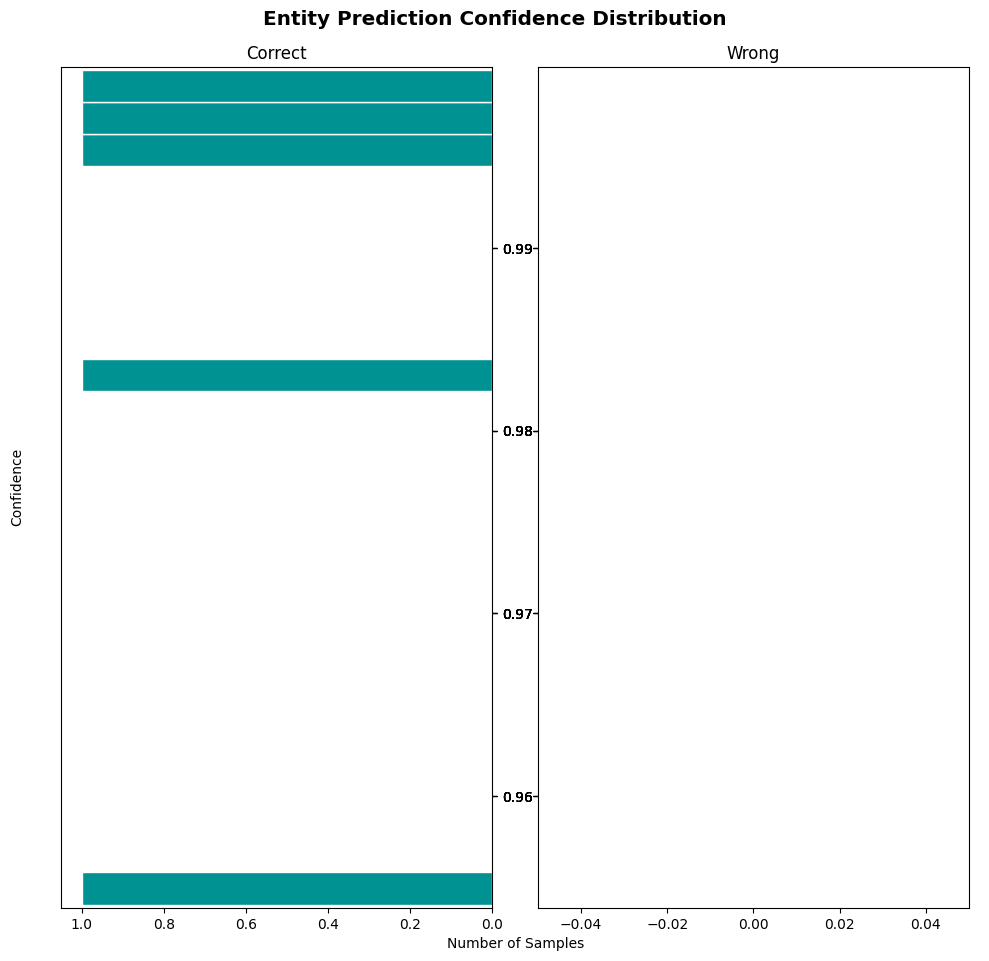 Entity Prediction Confidence Distribution
Correct
Wrong
0.99
0.98
0.97
0.96
Confidence
1.0 0.8 0.6 0.4 0.2 0.0
−0.04 −0.02 0.00 0.02 0.04
Number of Samples